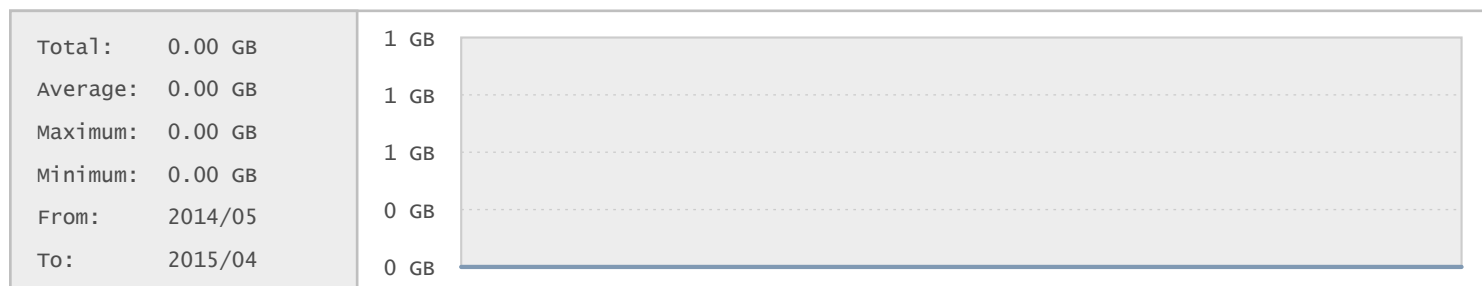 Total: 0.00 GB
Average: 0.00 GB
Maximum: 0.00 GB
Minimum: 0.00 GB
From: 2014/05
To: 2015/04
1 GB
1 GB
1 GB
0 GB
0 GB